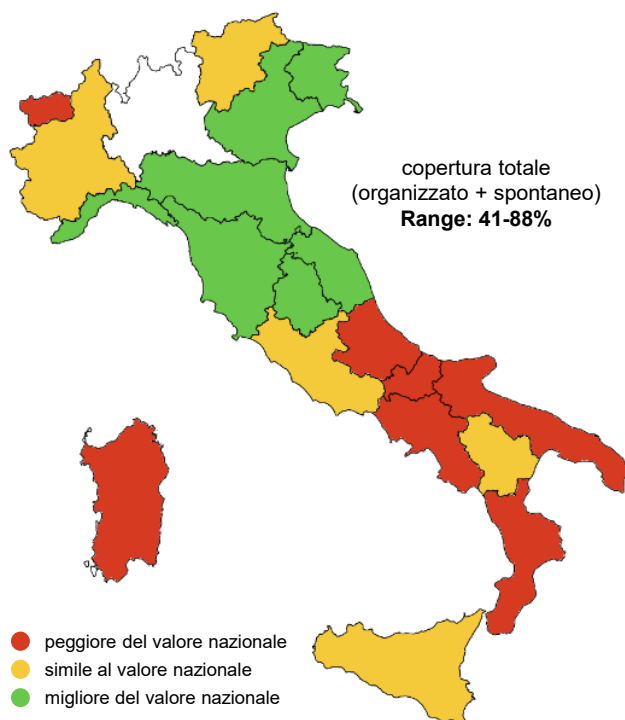 copertura totale
(organizzato + spontaneo)
Range: 41-88%
peggiore del valore nazionale
simile al valore nazionale
migliore del valore nazionale